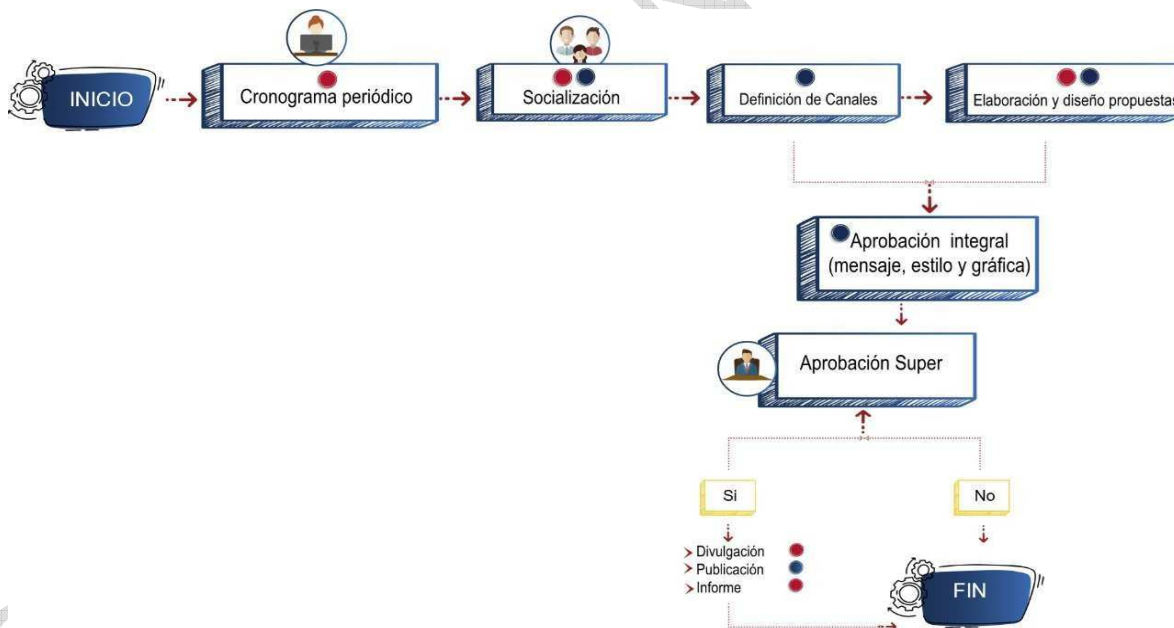 INICIO
Cronograma periódico
Socialización
Definición de Canales
Elaboración y diseño propuestas
Aprobación integral
(mensaje, estilo y gráfica)
Aprobación Super
Si
No
Divulgación
Publicación
Informe
FIN